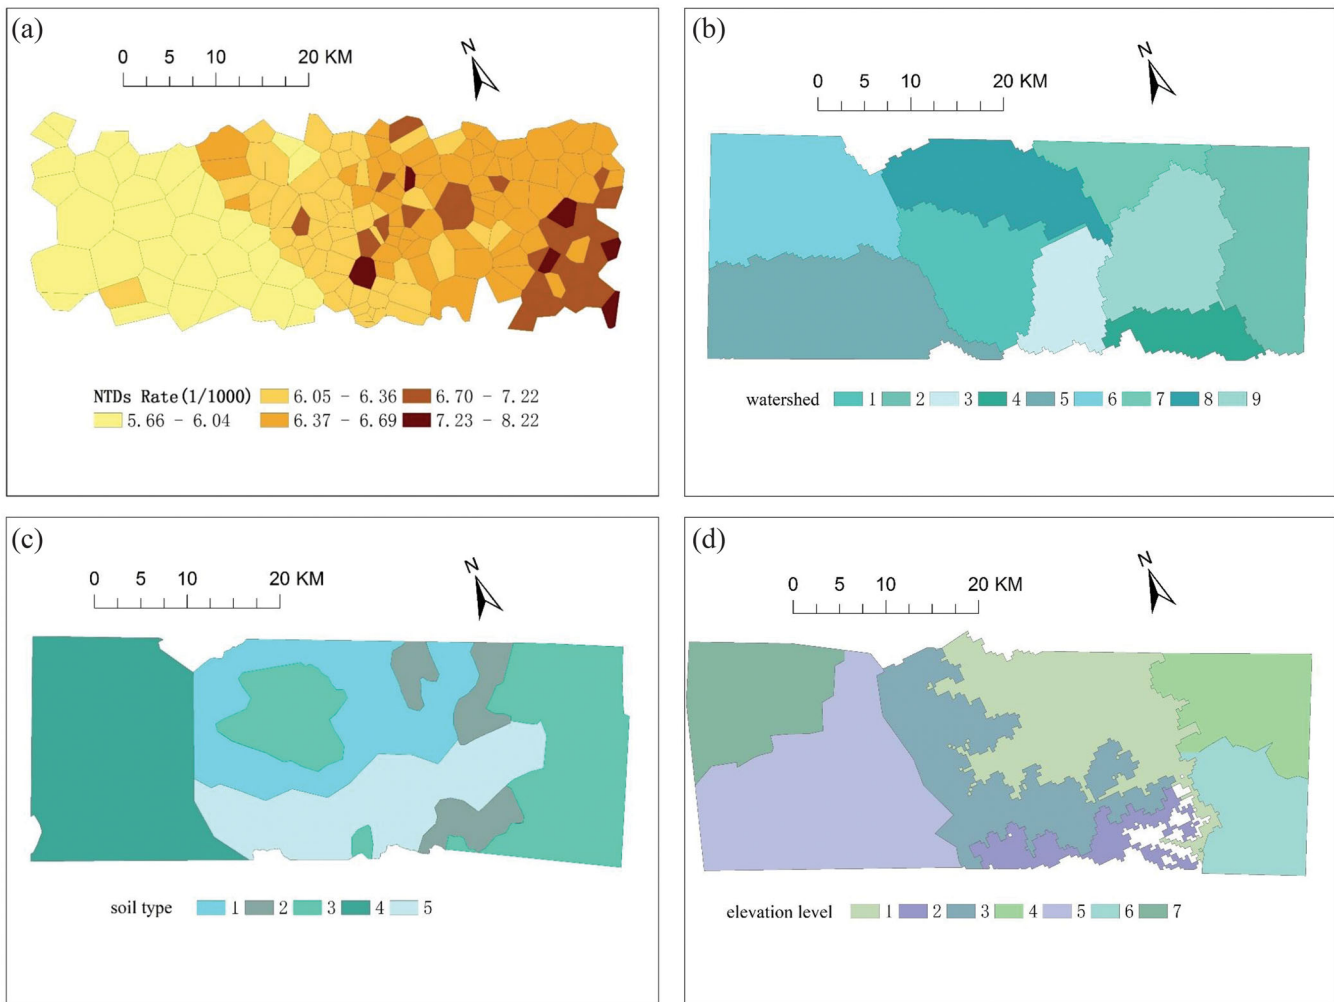 (a)
N
0 5 10 20 KM
NTDs Rate(1/1000)
5.66 - 6.04
6.05 - 6.36
6.37 - 6.69
6.70 - 7.22
7.23 - 8.22
(b)
N
0 5 10 20 KM
watershed 1 2 3 4 5 6 7 8 9
(c)
N
0 5 10 20 KM
soil type 1 2 3 4 5
(d)
N
0 5 10 20 KM
elevation level 1 2 3 4 5 6 7